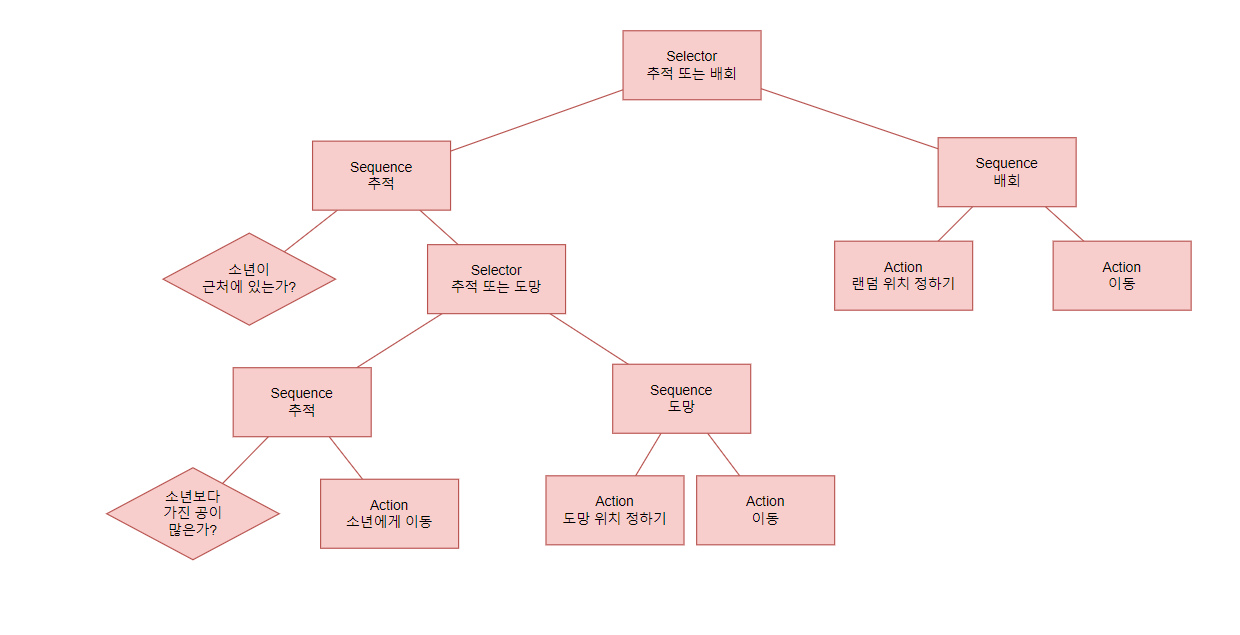 Selector
추적 또는 배회
Sequence
추적
Sequence
배회
소년이
근처에 있는가?
Selector
추적 또는 도망
Action
랜덤 위치 정하기
Action
이동
Sequence
추적
Sequence
도망
소년보다
가진 공이
많은가?
Action
소년에게 이동
Action
도망 위치 정하기
Action
이동